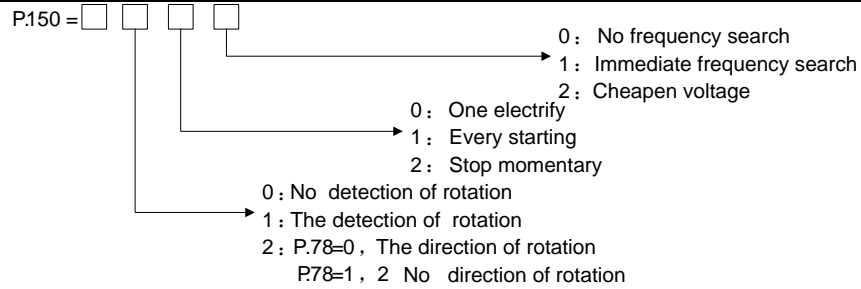 P.150 = □ □ □ □
0： No frequency search
1： Immediate frequency search
2：Cheapen voltage
0： One electrify
1： Every starting
2： Stop momentary
0：No detection of rotation
1：The detection of rotation
2：P.78=0，The direction of rotation
P.78=1，2 No direction of rotation